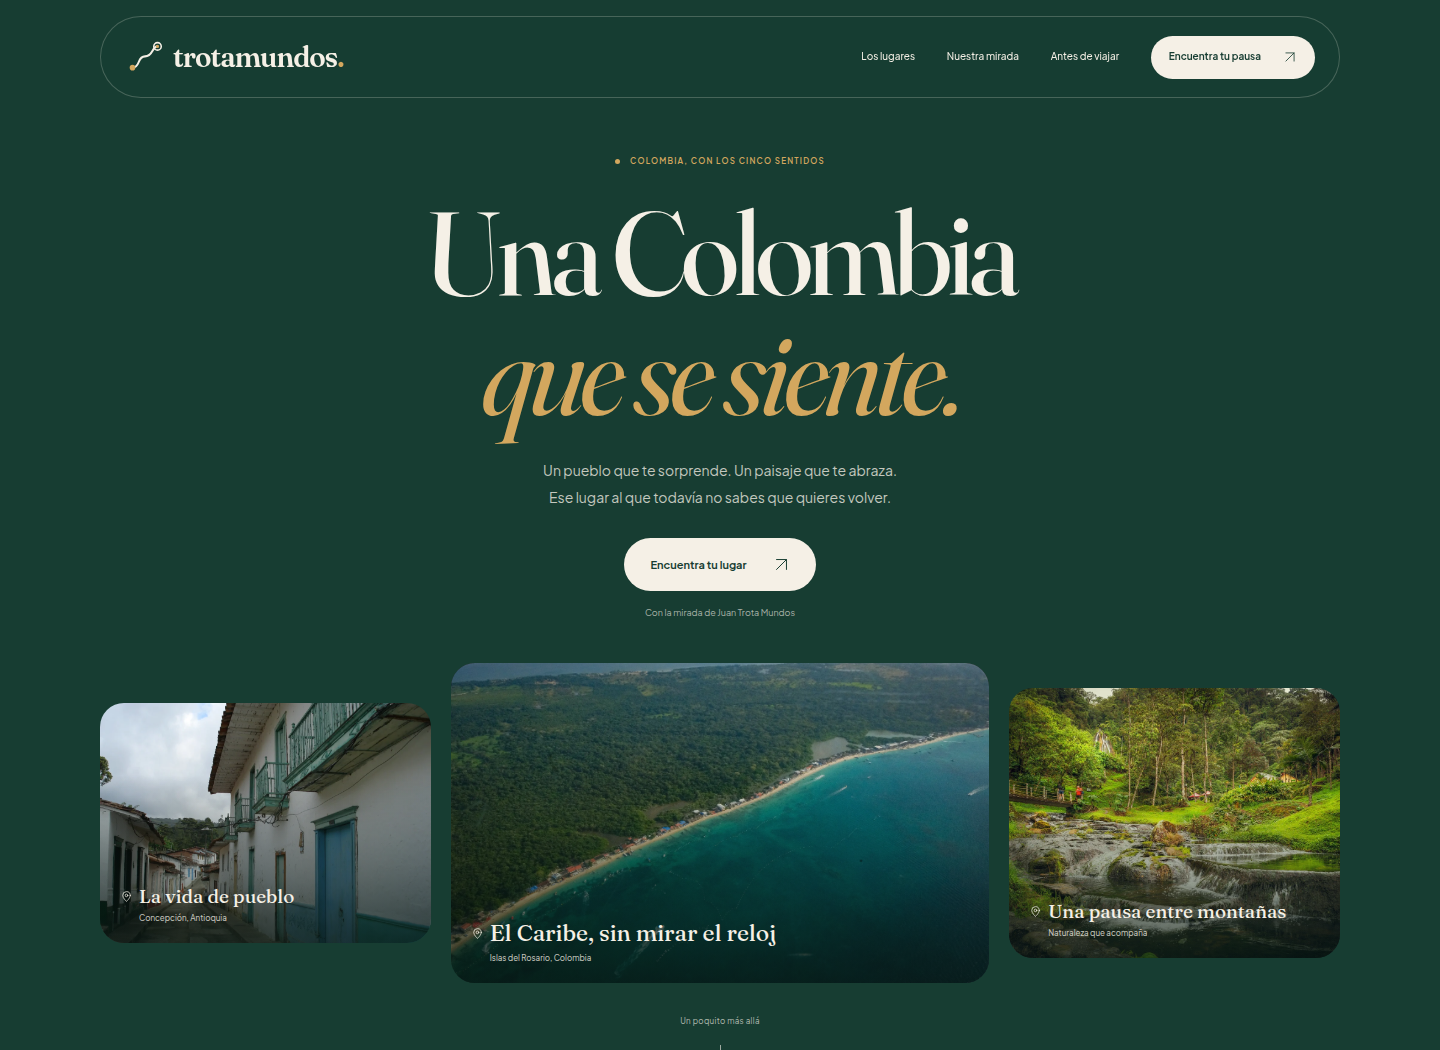 trotamundos.
Los lugares
Nuestra mirada
Antes de viajar
Encuentra tu pausa
COLOMBIA, CON LOS CINCO SENTIDOS
Una Colombia
que se siente.
Un pueblo que te sorprende. Un paisaje que te abraza.
Ese lugar al que todavía no sabes que quieres volver.
Encuentra tu lugar
Con la mirada de Juan Trota Mundos
La vida de pueblo
Concepción, Antioquia
El Caribe, sin mirar el reloj
Islas del Rosario, Colombia
Una pausa entre montañas
Naturaleza que acompaña
Un poquito más allá